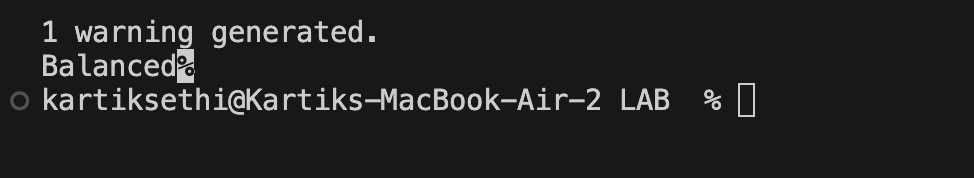 1 warning generated.
Balanced%
kartiksethi@Kartiks-MacBook-Air-2 LAB  %